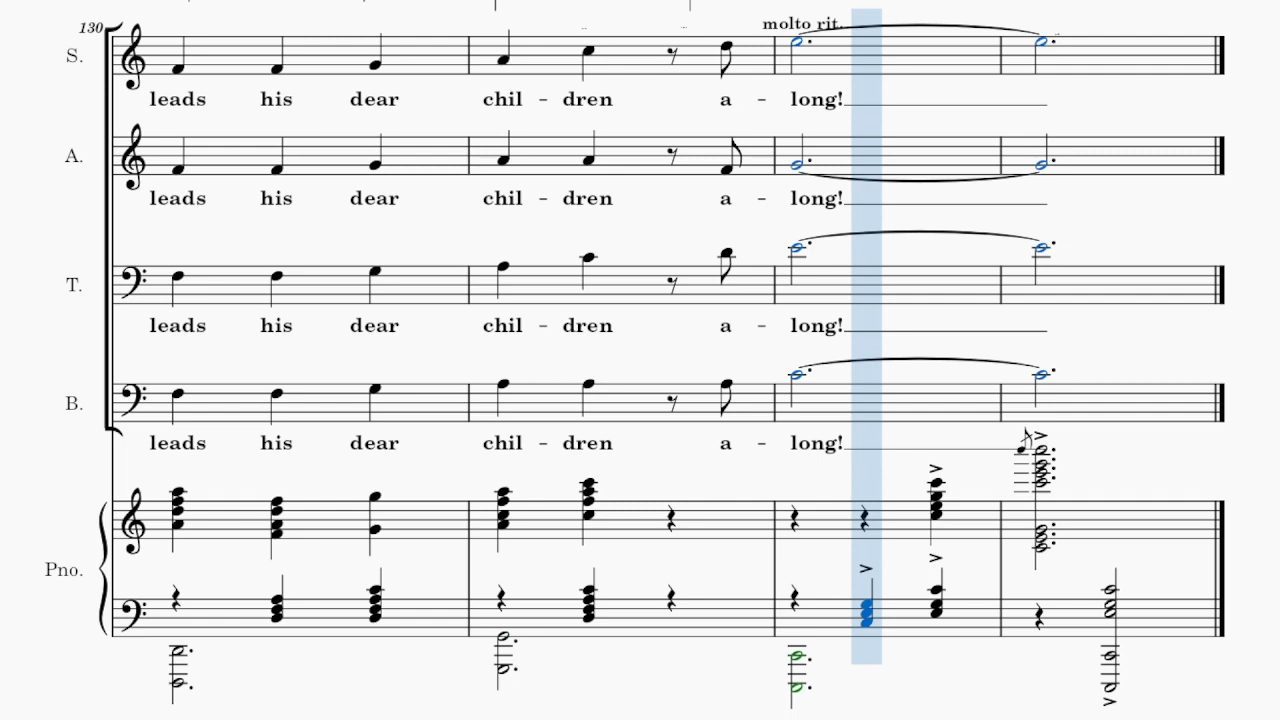 130
molto rit.
S.
leads his dear chil - dren a - long!
A.
leads his dear chil - dren a - long!
T.
leads his dear chil - dren a - long!
B.
leads his dear chil - dren a - long!
Pno.